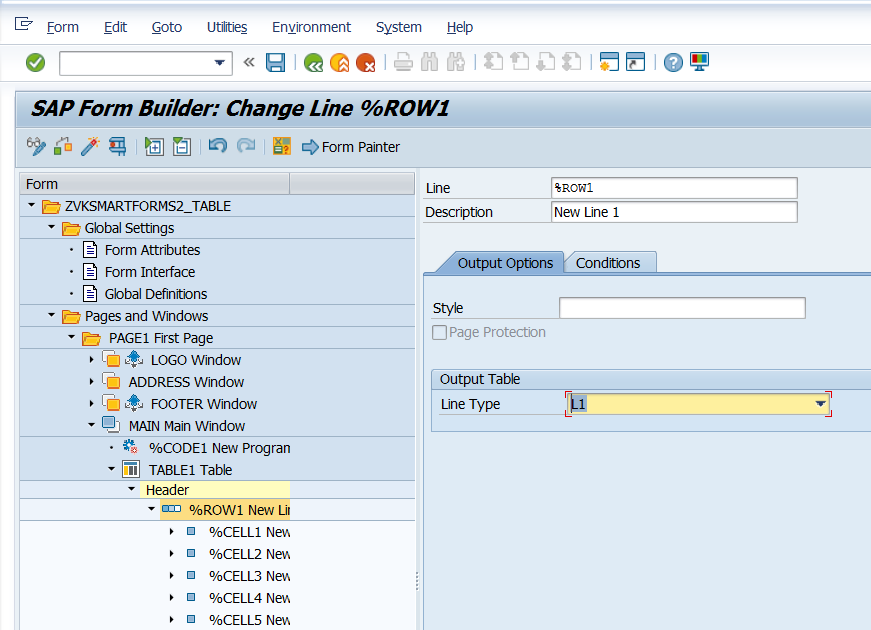 Form Edit Goto Utilities Environment System Help
SAP Form Builder: Change Line %ROW1
Form Painter
Form
ZVKSMARTFORMS2_TABLE
Global Settings
Form Attributes
Form Interface
Global Definitions
Pages and Windows
PAGE1 First Page
LOGO Window
ADDRESS Window
FOOTER Window
MAIN Main Window
%CODE1 New Program
TABLE1 Table
Header
%ROW1 New Lin
%CELL1 New
%CELL2 New
%CELL3 New
%CELL4 New
%CELL5 New
Line %ROW1
Description New Line 1
Output Options Conditions
Style
Page Protection
Output Table
Line Type L1